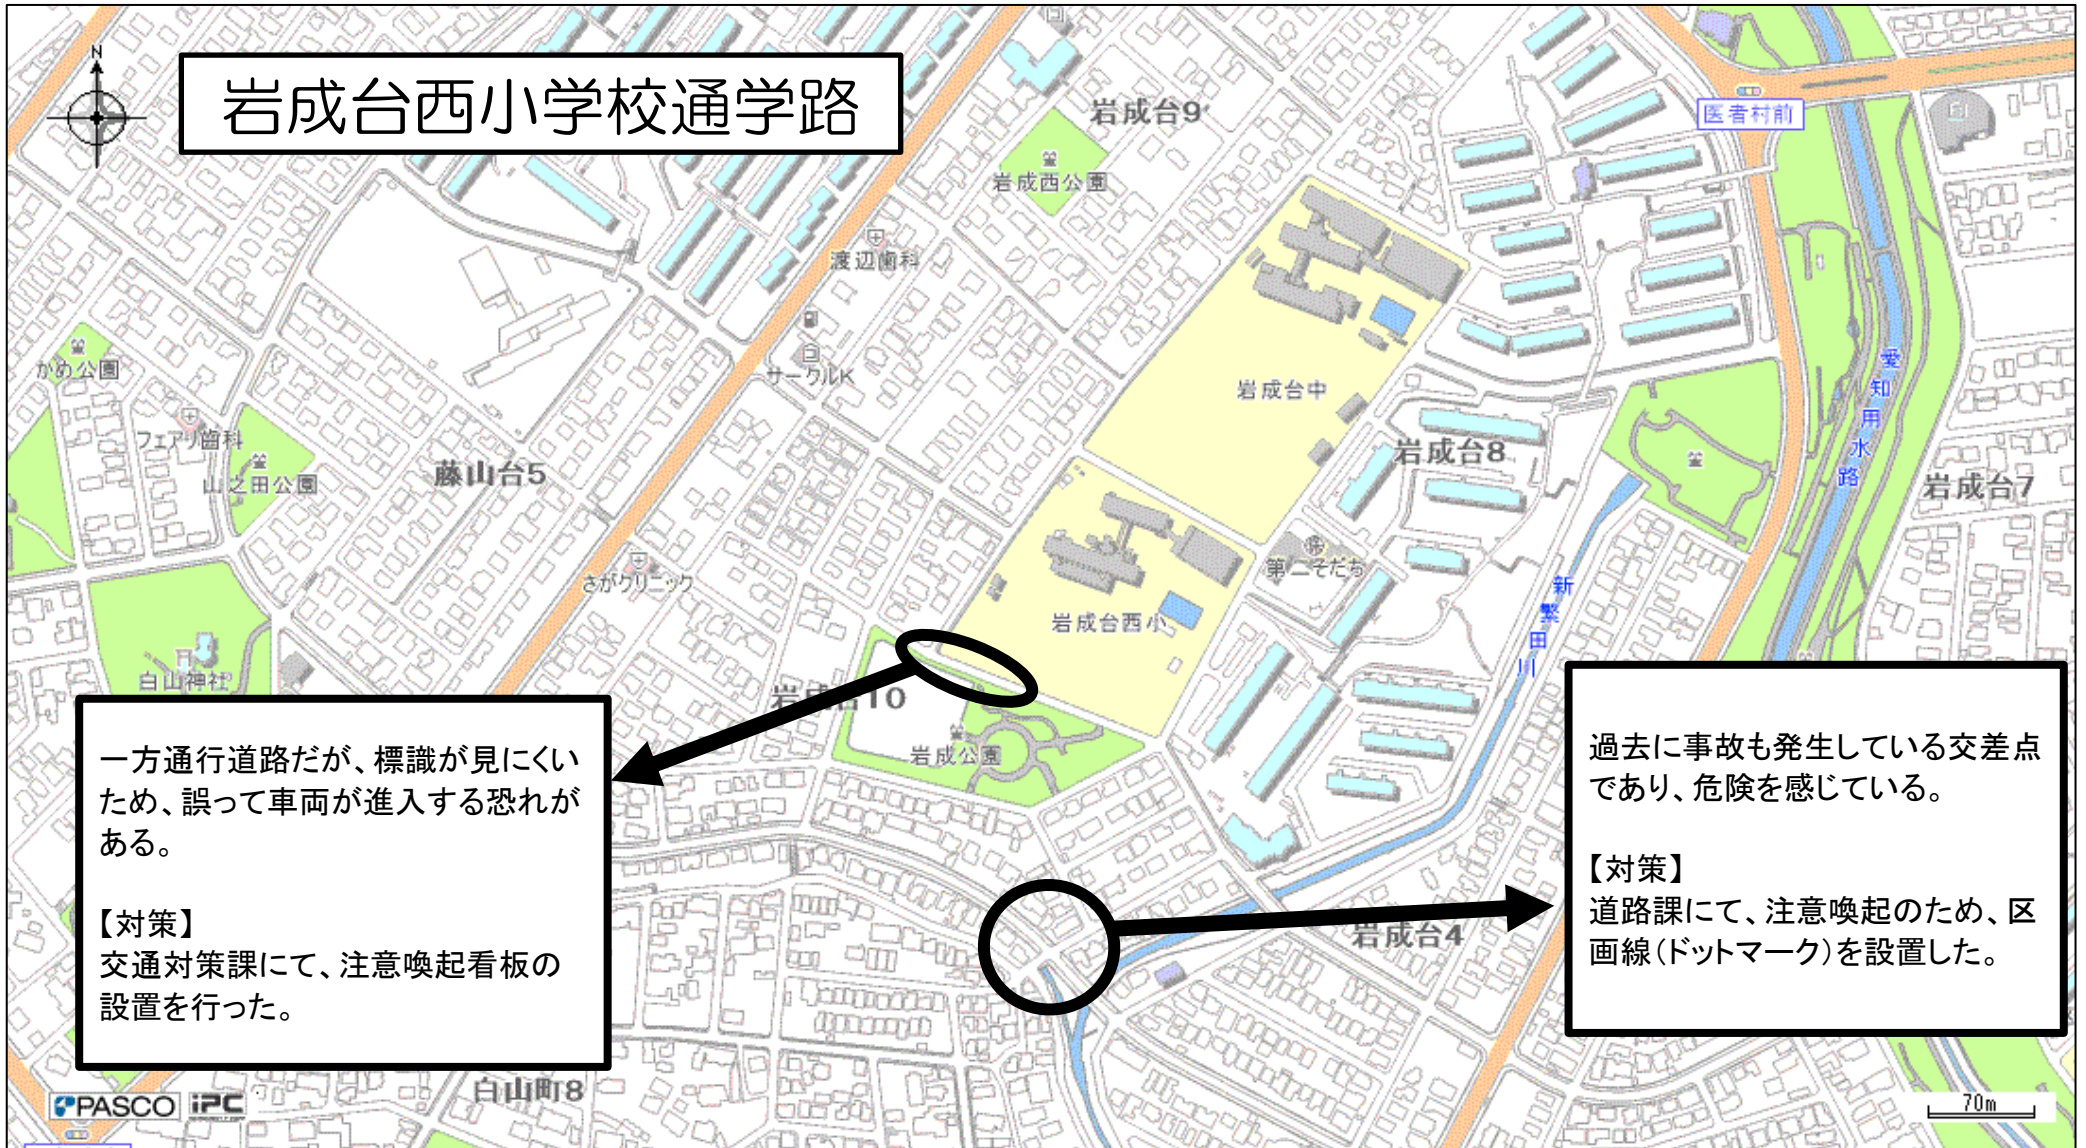 N
岩成台西小学校通学路
岩成台9
医者村前
岩成西公園
渡辺歯科
かめ公園
サークルK
岩成台中
愛知用水路
フェアリ歯科
山之田公園
藤山台5
岩成台8
岩成台7
さがクリニック
第二そだち
新繁田川
岩成台西小
白山神社
岩成台10
岩成公園
一方通行道路だが、標識が見にくい
ため、誤って車両が進入する恐れが
ある。
【対策】
交通対策課にて、注意喚起看板の
設置を行った。
過去に事故も発生している交差点
であり、危険を感じている。
【対策】
道路課にて、注意喚起のため、区
画線(ドットマーク)を設置した。
岩成台4
白山町8
PASCO iPC
70m